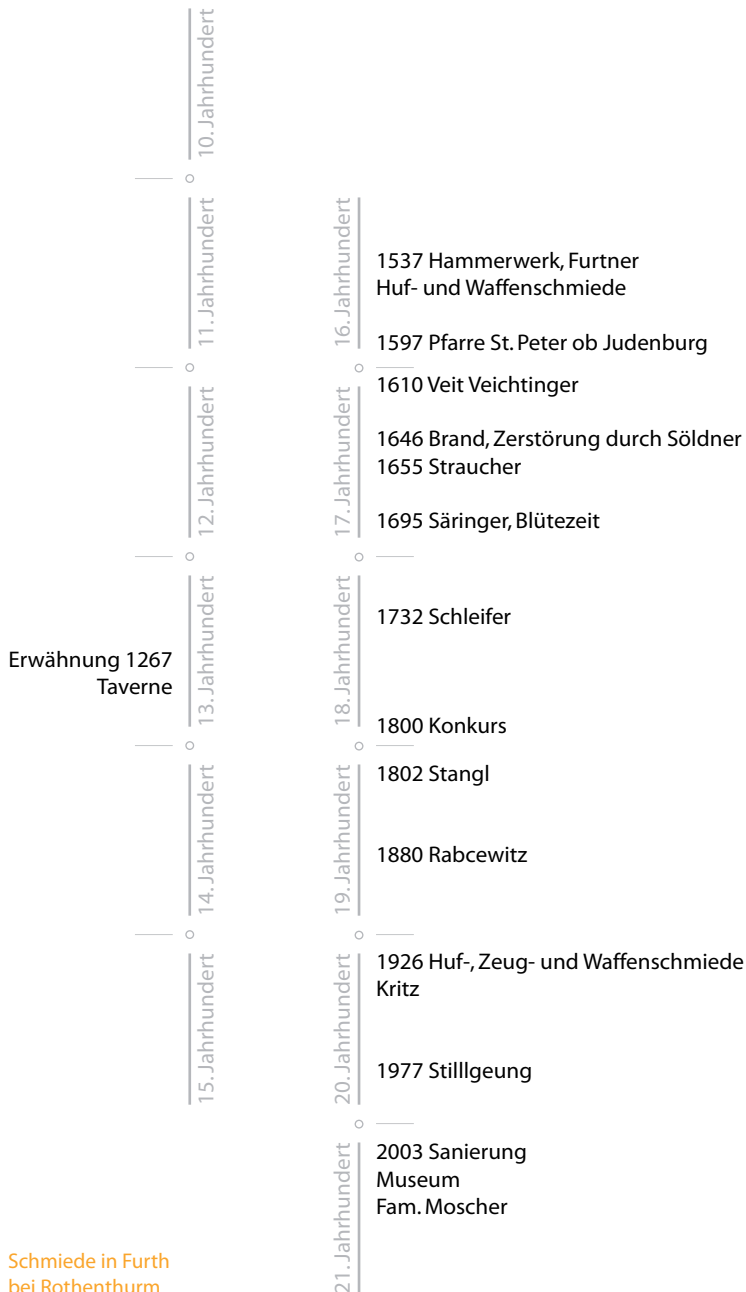 10. Jahrhundert
11. Jahrhundert
12. Jahrhundert
13. Jahrhundert
Erwähnung 1267
Taverne
14. Jahrhundert
15. Jahrhundert
16. Jahrhundert
1537 Hammerwerk, Furtner
Huf- und Waffenschmiede
1597 Pfarre St. Peter ob Judenburg
17. Jahrhundert
1610 Veit Veichtinger
1646 Brand, Zerstörung durch Söldner
1655 Straucher
1695 Säringer, Blütezeit
18. Jahrhundert
1732 Schleifer
1800 Konkurs
19. Jahrhundert
1802 Stangl
1880 Rabcewitz
20. Jahrhundert
1926 Huf-, Zeug- und Waffenschmiede
Kritz
1977 Stilllgeung
21. Jahrhundert
2003 Sanierung
Museum
Fam. Moscher
Schmiede in Furth
bei Rothenthurm